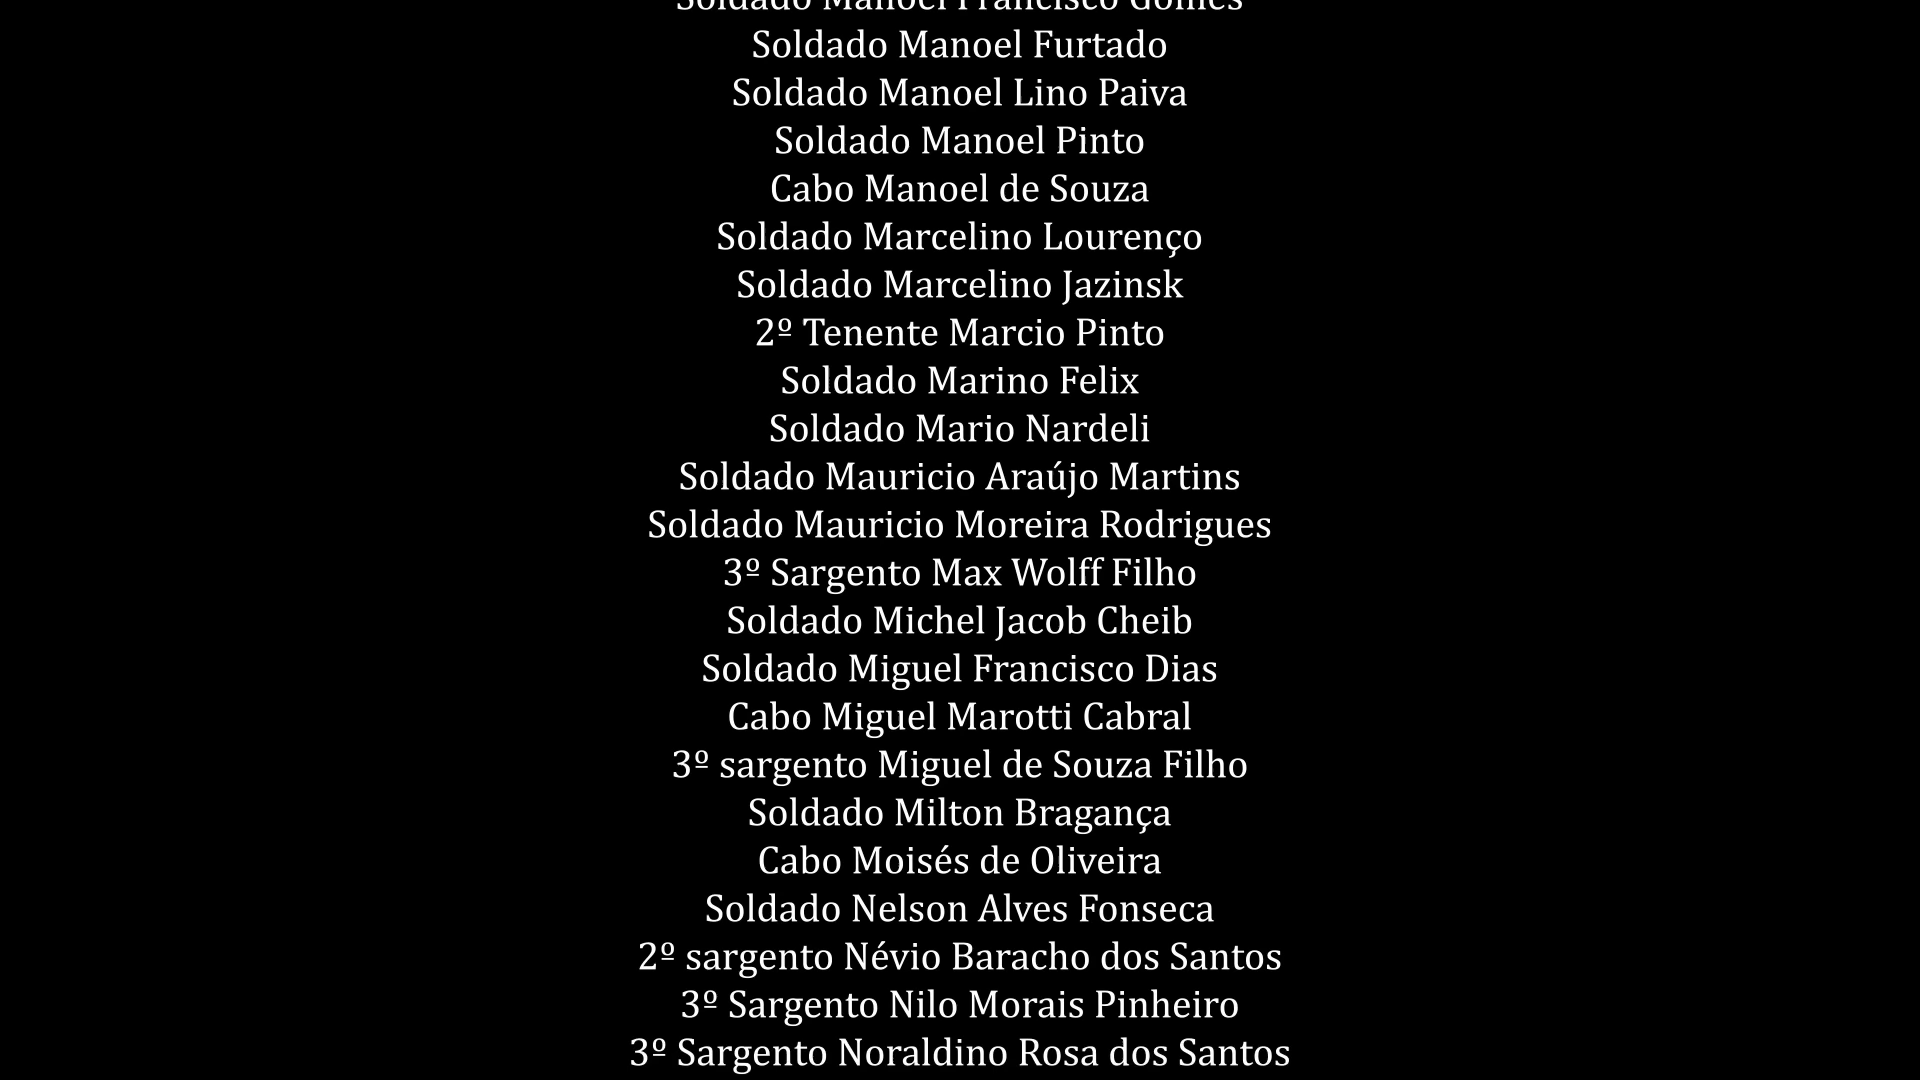 Soldado Manoel Francisco Gomes
Soldado Manoel Furtado
Soldado Manoel Lino Paiva
Soldado Manoel Pinto
Cabo Manoel de Souza
Soldado Marcelino Lourenço
Soldado Marcelino Jazinsk
2º Tenente Marcio Pinto
Soldado Marino Felix
Soldado Mario Nardeli
Soldado Mauricio Araújo Martins
Soldado Mauricio Moreira Rodrigues
3º Sargento Max Wolff Filho
Soldado Michel Jacob Cheib
Soldado Miguel Francisco Dias
Cabo Miguel Marotti Cabral
3º sargento Miguel de Souza Filho
Soldado Milton Bragança
Cabo Moisés de Oliveira
Soldado Nelson Alves Fonseca
2º sargento Névio Baracho dos Santos
3º Sargento Nilo Morais Pinheiro
3º Sargento Noraldino Rosa dos Santos